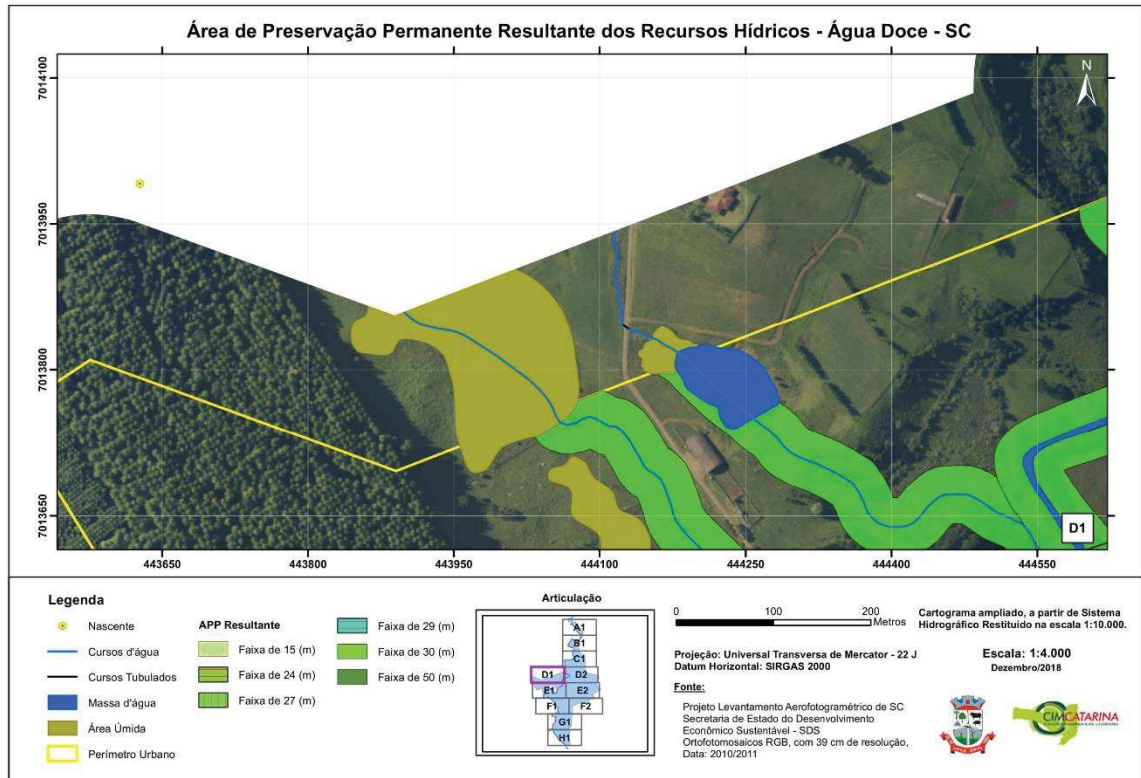 Área de Preservação Permanente Resultante dos Recursos Hídricos - Água Doce - SC
7014100
7013950
7013800
7013650
N
D1
443650
443800
443950
444100
444250
444400
444550
Legenda
Nascente
Cursos d'água
Cursos Tubulados
Massa d'água
Área Úmida
Perímetro Urbano
APP Resultante
Faixa de 15 (m)
Faixa de 24 (m)
Faixa de 27 (m)
Faixa de 29 (m)
Faixa de 30 (m)
Faixa de 50 (m)
Articulação
A1
B1
C1
D1
D2
E1
E2
F1
F2
G1
H1
0 100 200
Metros
Projeção: Universal Transversa de Mercator - 22 J
Datum Horizontal: SIRGAS 2000
Fonte:
Projeto Levantamento Aerofotogramétrico de SC
Secretaria de Estado do Desenvolvimento
Econômico Sustentável - SDS
Ortofotomosaicos RGB, com 39 cm de resolução,
Data: 2010/2011
Cartograma ampliado, a partir de Sistema
Hidrográfico Restituído na escala 1:10.000.
Escala: 1:4.000
Dezembro/2018
CIMCATARINA